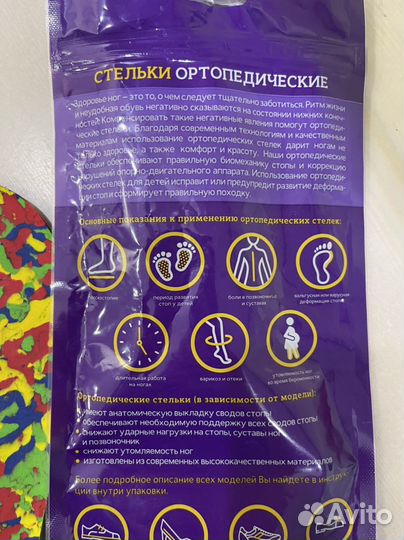 СТЕЛЬКИ ОРТОПЕДИЧЕСКИЕ
Здоровье ног – это то, о чем следует тщательно заботиться. Ритм жизни
и неудобная обувь негативно сказываются на состоянии нижних конеч-
ностей. Компенсировать такие негативные явления помогут ортопеди-
ческие стельки. Благодаря современным технологиям и качественным
материалам использование ортопедических стелек дарит ногам не
только здоровье, а также комфорт и красоту. Наши ортопедические
стельки обеспечивают правильную биомеханику стопы и коррекцию
нарушений опорно-двигательного аппарата. Использование ортопеди-
ческих стелек для детей исправит или предупредит развитие деформа-
ции стоп и сформирует правильную походку.
Основные показания к применению ортопедических стелек:
плоскостопие
период развития
стоп у детей
боли в позвоночнике
и суставах
вальгусная или варусная
деформации стопы
длительная работа
на ногах
варикоз и отеки
утомляемость ног
во время беременности
Ортопедические стельки (в зависимости от модели):
имеют анатомическую выкладку сводов стопы
обеспечивают необходимую поддержку всех сводов стопы
• снижают ударные нагрузки на стопы, суставы ног
и позвоночник
• снижают утомляемость ног
• изготовлены из современных высококачественных материалов
Более подробное описание всех моделей Вы найдете в инструк-
ции внутри упаковки.
Avito